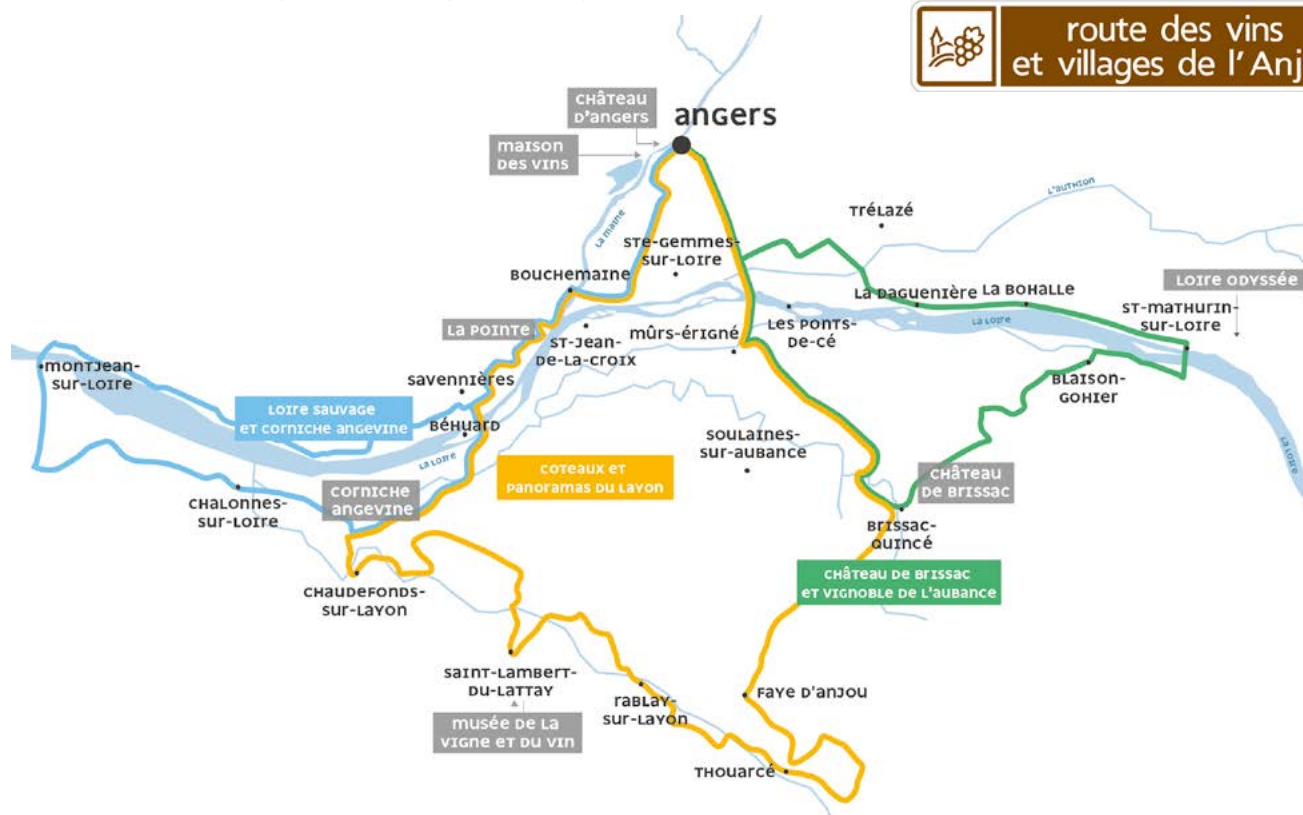 route des vins
et villages de l'Anj
CHÂTEAU
D'ANGERS
ANGERS
MAISON
DES VINS
LA MAINE
L'AUTHION
TRÉLAZÉ
STE-GEMMES-
SUR-LOIRE
BOUCHEMAINE
LOIRE ODYSSÉE
LA DAGUENIÈRE
LA BOHALLE
ST-MATHURIN-
SUR-LOIRE
LA POINTE
ST-JEAN-
DE-LA-CROIX
MÛRS-ÉRIGNÉ
LES PONTS-
DE-CÉ
LA LOIRE
MONTJEAN-
SUR-LOIRE
SAVENNIÈRES
BLAISON-
GOHIER
LOIRE SAUVAGE
ET CORNICHE ANGEVINE
BÉHUARD
LA LOIRE
SOULAINES-
SUR-AUBANCE
LA LOIRE
COTEAUX ET
PANORAMAS DU LAYON
CHÂTEAU
DE BRISSAC
CHALONNES-
SUR-LOIRE
CORNICHE
ANGEVINE
BRISSAC-
QUINCÉ
CHÂTEAU DE BRISSAC
ET VIGNOBLE DE L'AUBANCE
CHAUDEFONDS-
SUR-LAYON
SAINT-LAMBERT-
DU-LATTAY
RABLAY-
SUR-LAYON
FAYE D'ANJOU
MUSÉE DE LA
VIGNE ET DU VIN
THOUARCÉ